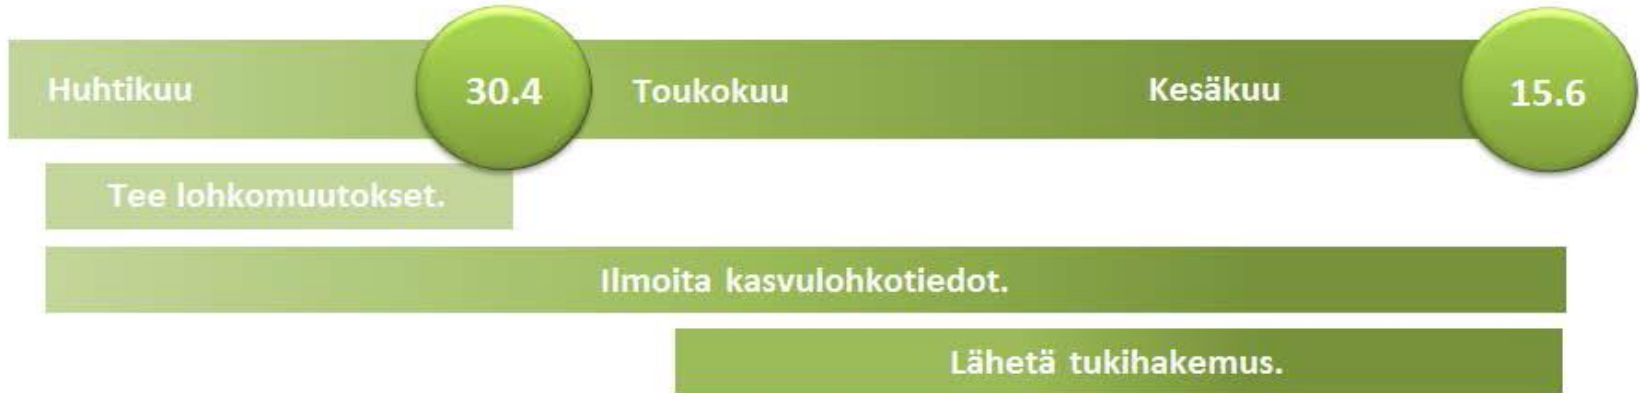 Huhtikuu 30.4 Toukokuu Kesäkuu 15.6
Tee lohkomuutokset.
Ilmoita kasvulohkotiedot.
Lähetä tukihakemus.